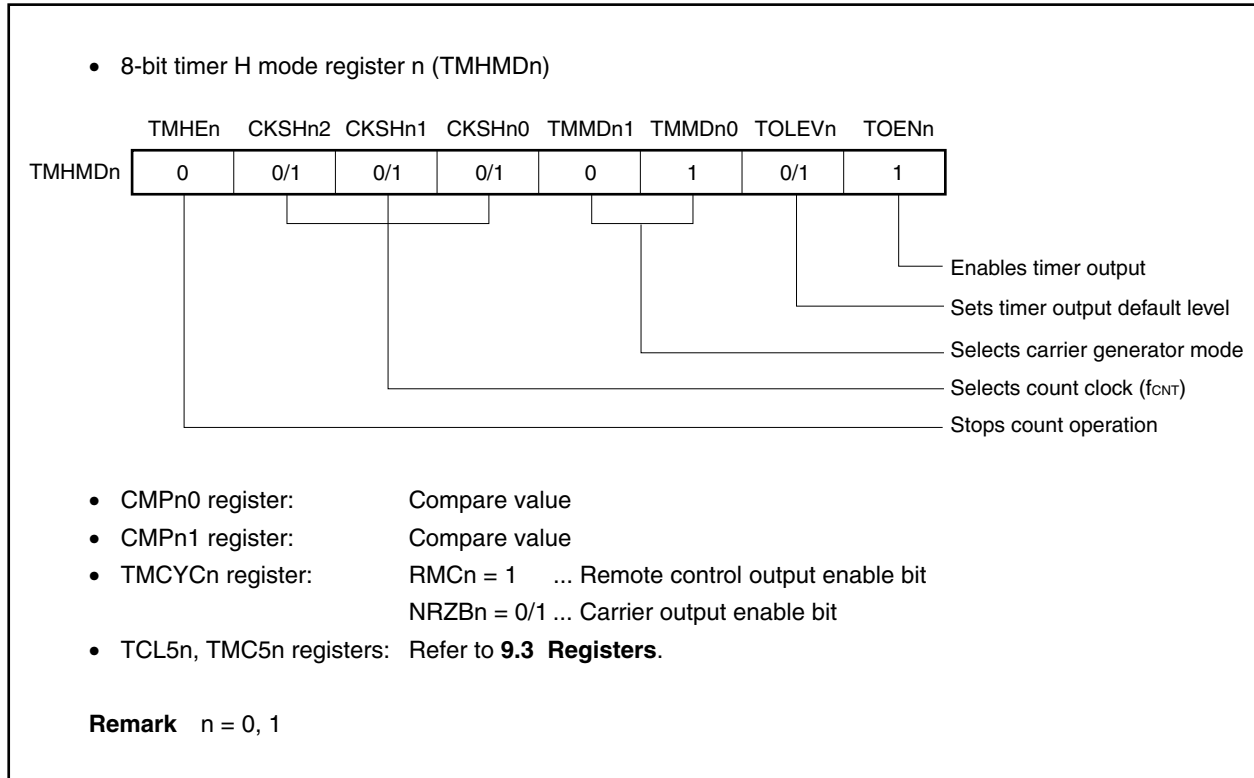 • 8-bit timer H mode register n (TMHMDn)
TMHEn CKSHn2 CKSHn1 CKSHn0 TMMDn1 TMMDn0 TOLEVn TOENn
TMHMDn 0 0/1 0/1 0/1 0 1 0/1 1
Enables timer output
Sets timer output default level
Selects carrier generator mode
Selects count clock (fCNT)
Stops count operation
• CMPn0 register: Compare value
• CMPn1 register: Compare value
• TMCYCn register: RMCn = 1 ... Remote control output enable bit
NRZBn = 0/1 ... Carrier output enable bit
• TCL5n, TMC5n registers: Refer to 9.3 Registers.
Remark n = 0, 1